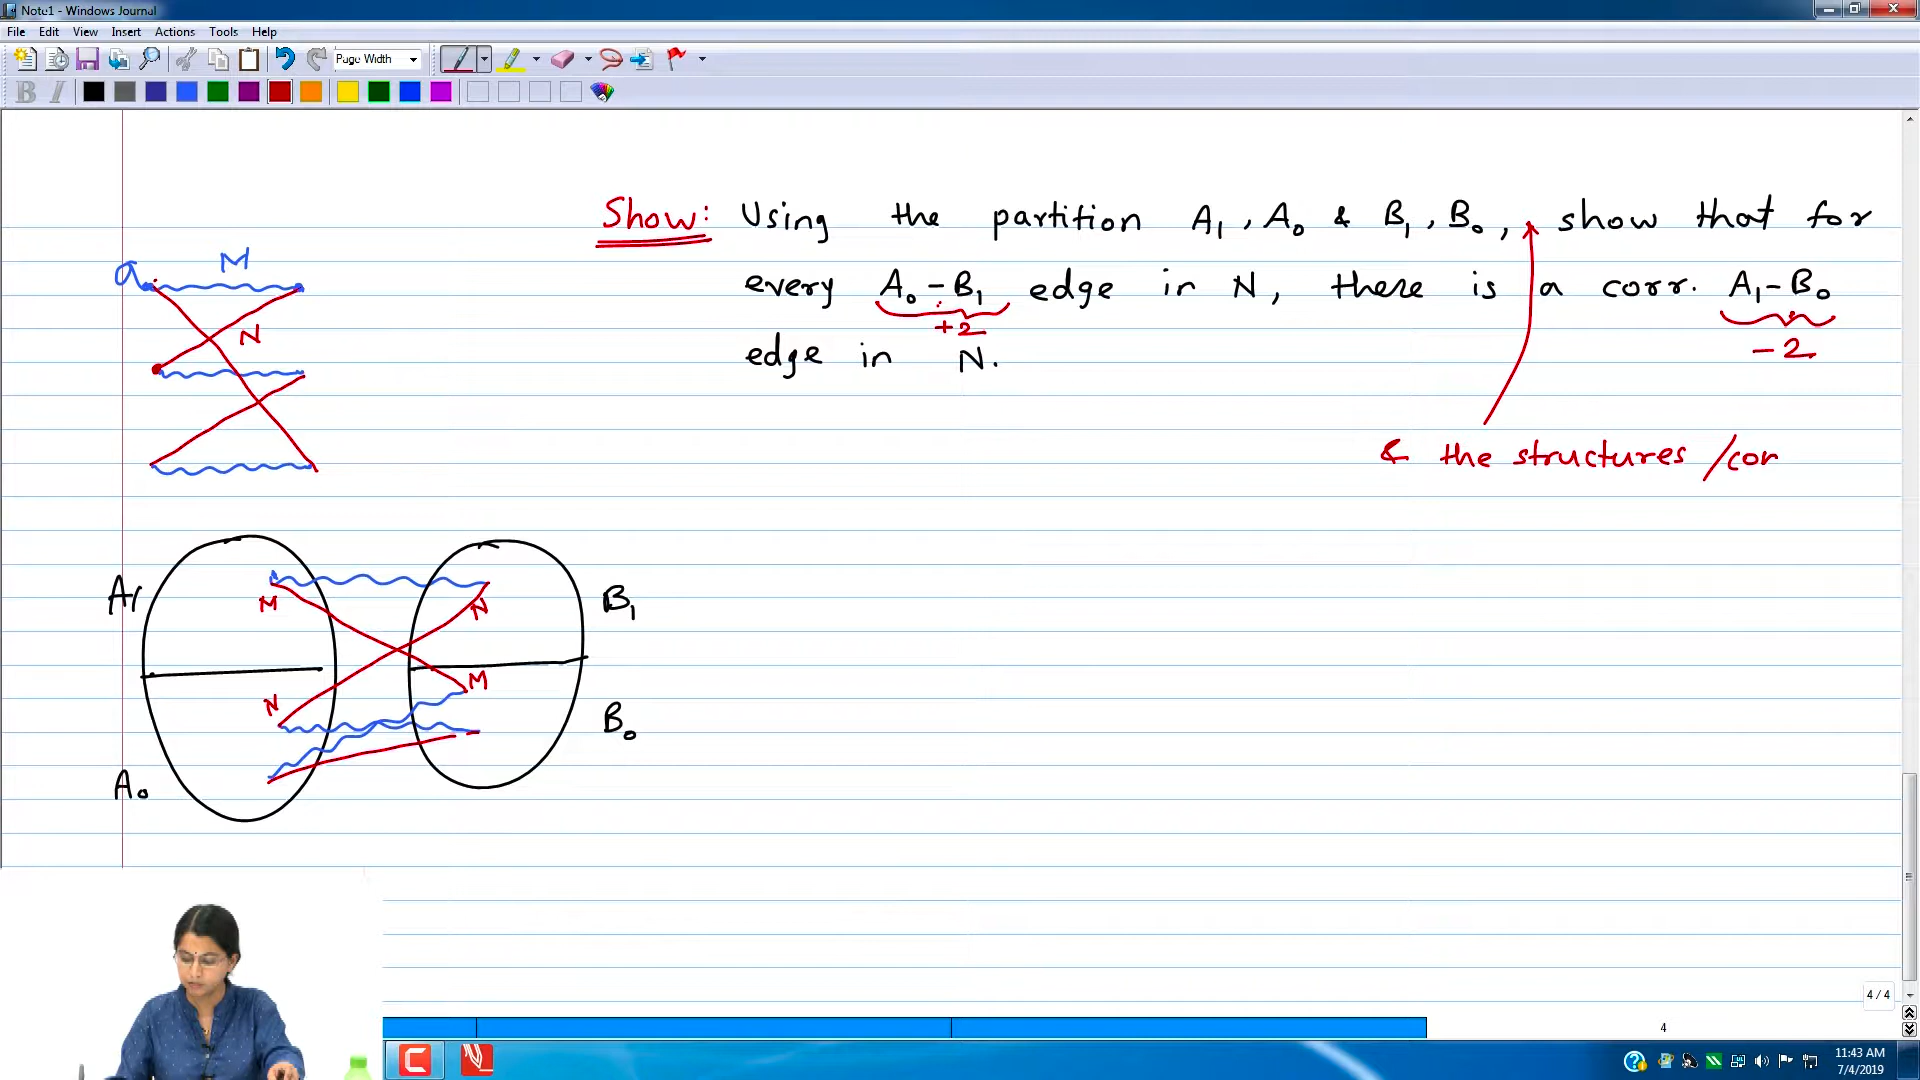 Note1 - Windows Journal
File Edit View Insert Actions Tools Help
Page Width
B I
Show: Using the partition A1, A0 & B1, B0, show that for
every A0-B1 edge in N, there is a corr. A1-B0
+2
-2
edge in N.
& the structures /cor
a M
N
A1
M N
B1
N M
A0
B0
4 / 4
4
11:43 AM
7/4/2019